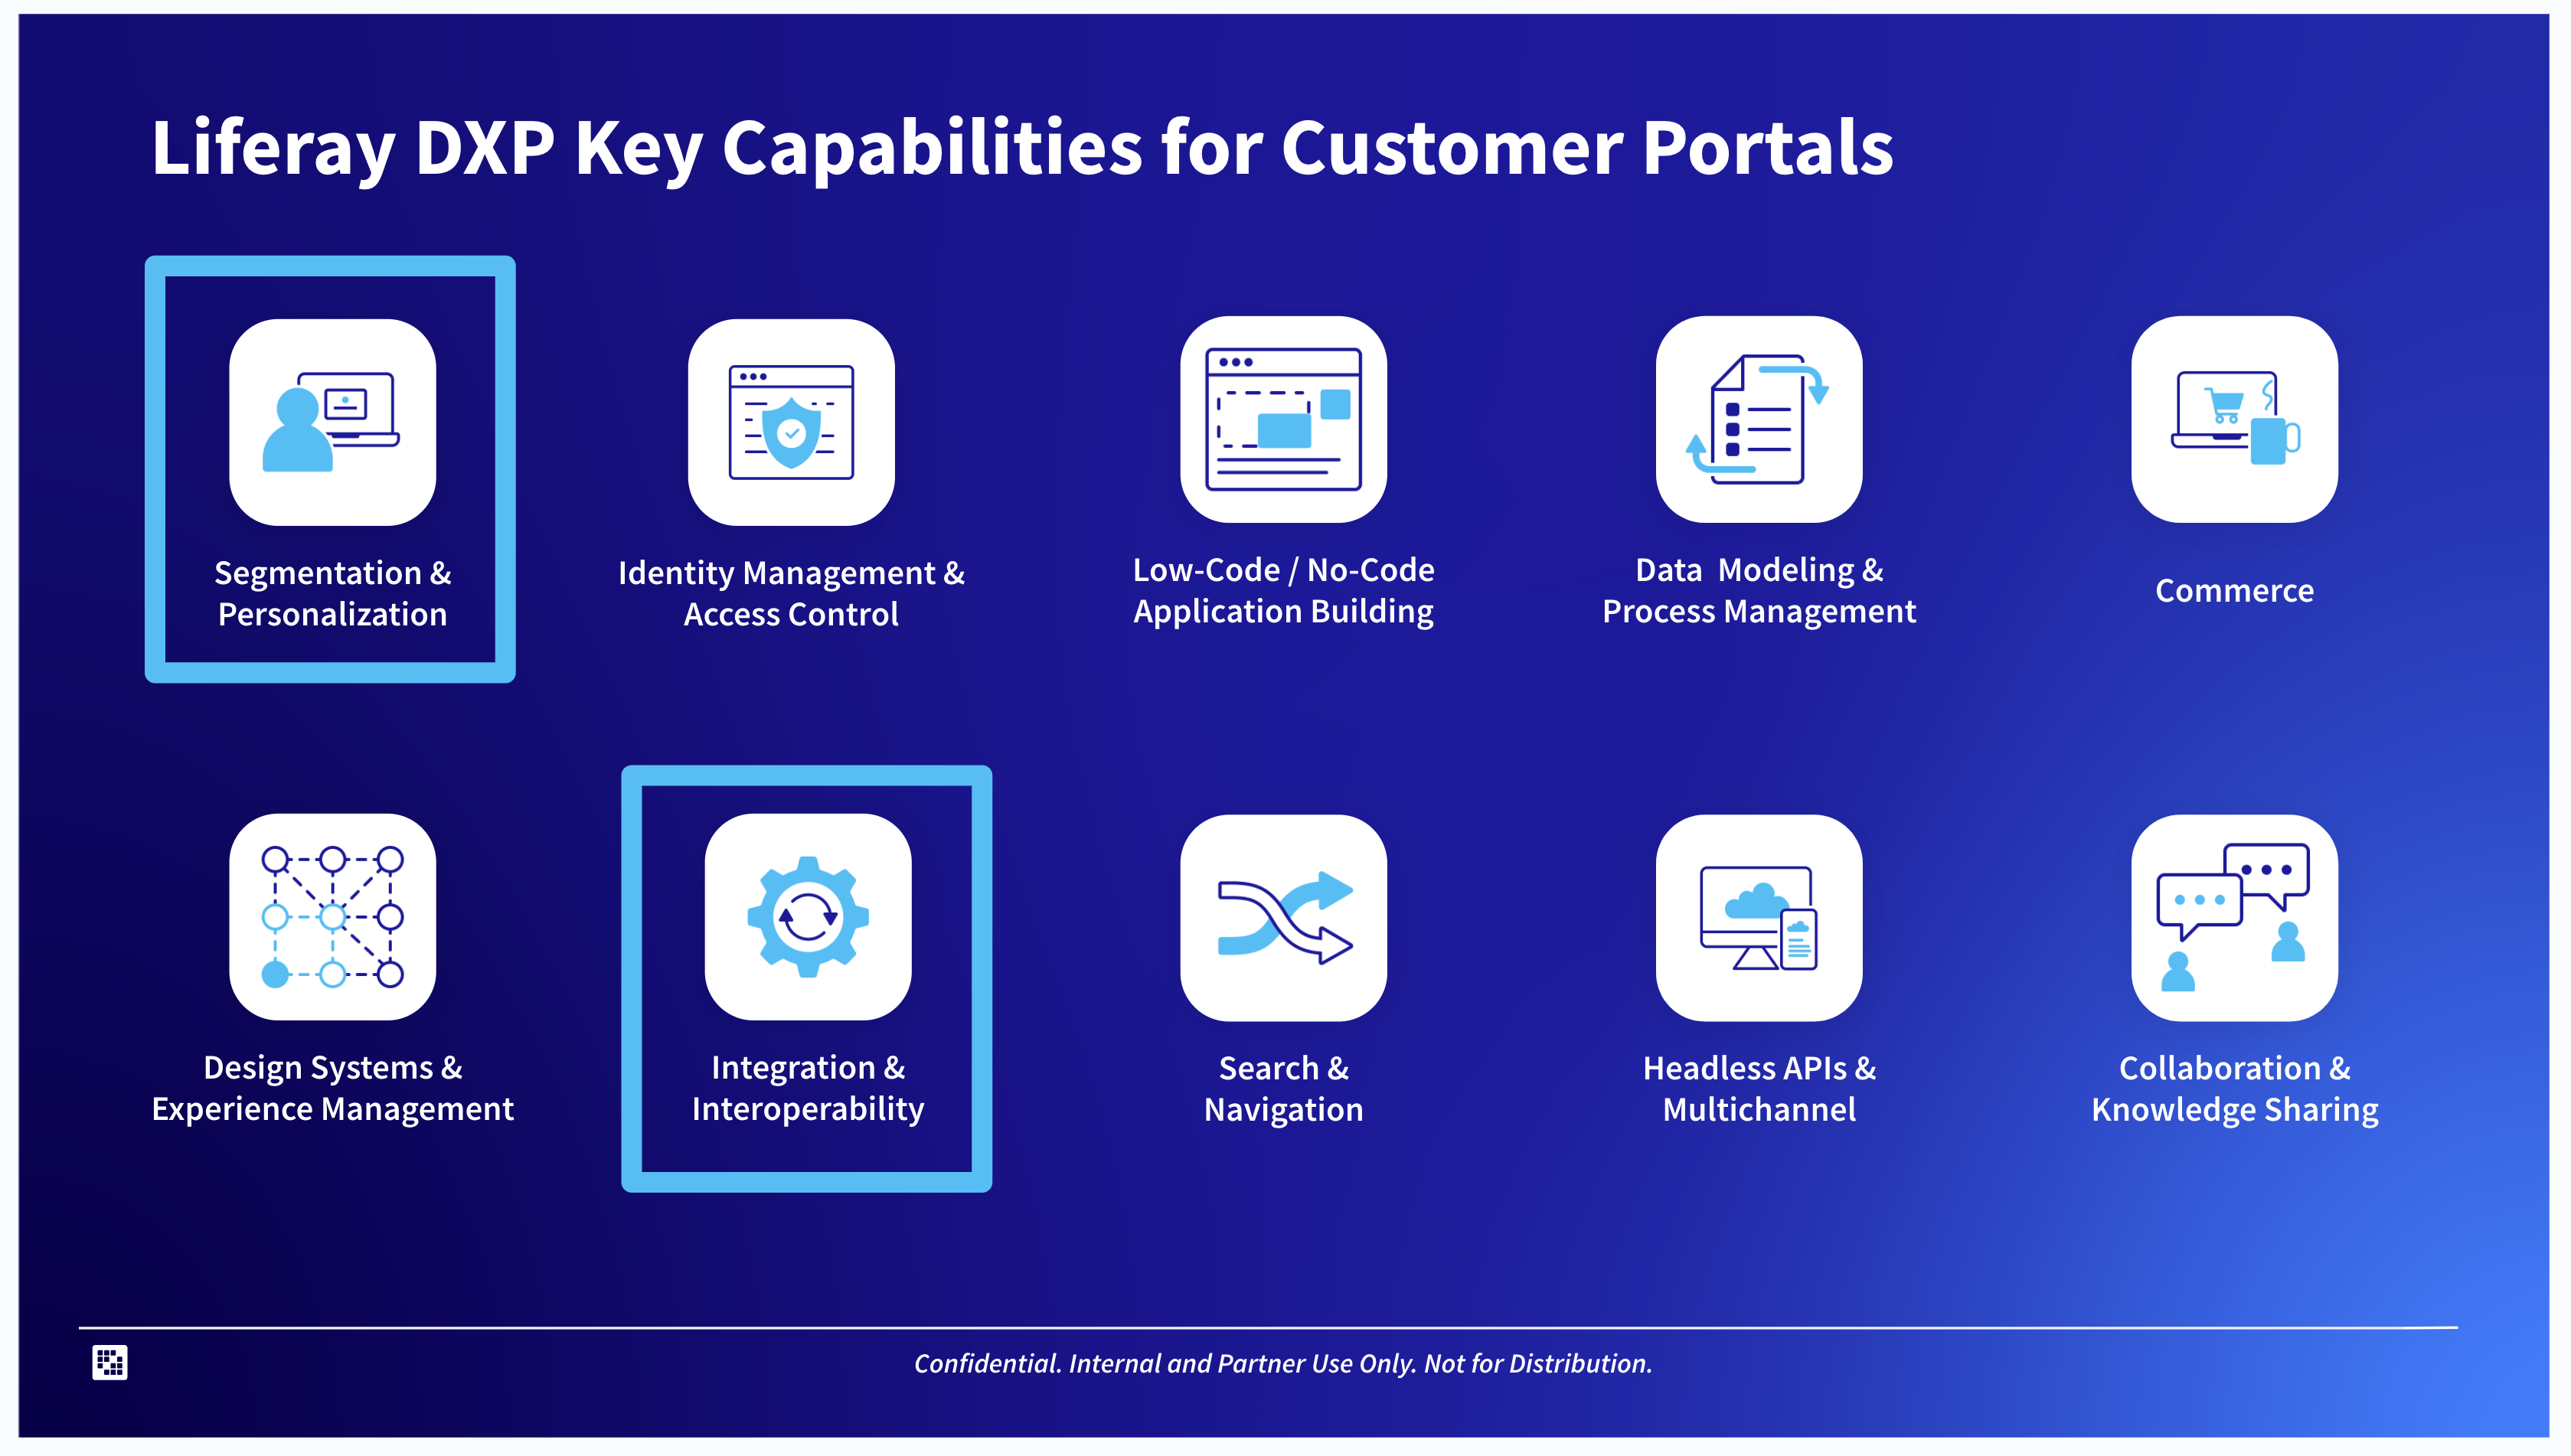 Liferay DXP Key Capabilities for Customer Portals
Segmentation &
Personalization
Identity Management &
Access Control
Low-Code / No-Code
Application Building
Data  Modeling &
Process Management
Commerce
Design Systems &
Experience Management
Integration &
Interoperability
Search &
Navigation
Headless APIs &
Multichannel
Collaboration &
Knowledge Sharing
Confidential. Internal and Partner Use Only. Not for Distribution.